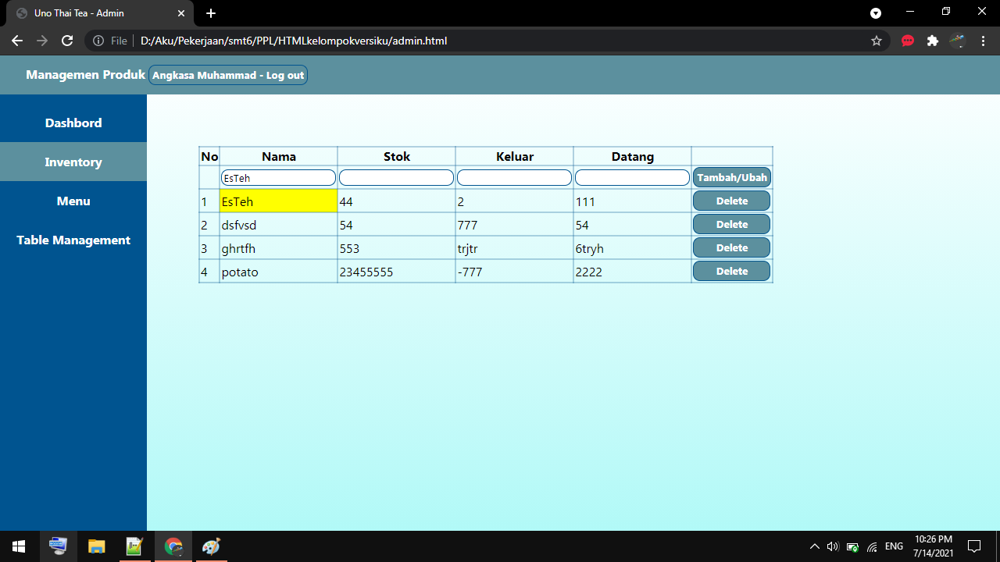 Uno Thai Tea - Admin
File D:/Aku/Pekerjaan/smt6/PPL/HTMLkelompokversiku/admin.html
Managemen Produk Angkasa Muhammad - Log out
Dashbord
Inventory
Menu
Table Management
No Nama Stok Keluar Datang
EsTeh Tambah/Ubah
1 EsTeh 44 2 111 Delete
2 dsfvsd 54 777 54 Delete
3 ghrtfh 553 trjtr 6tryh Delete
4 potato 23455555 -777 2222 Delete
ENG
10:26 PM
7/14/2021